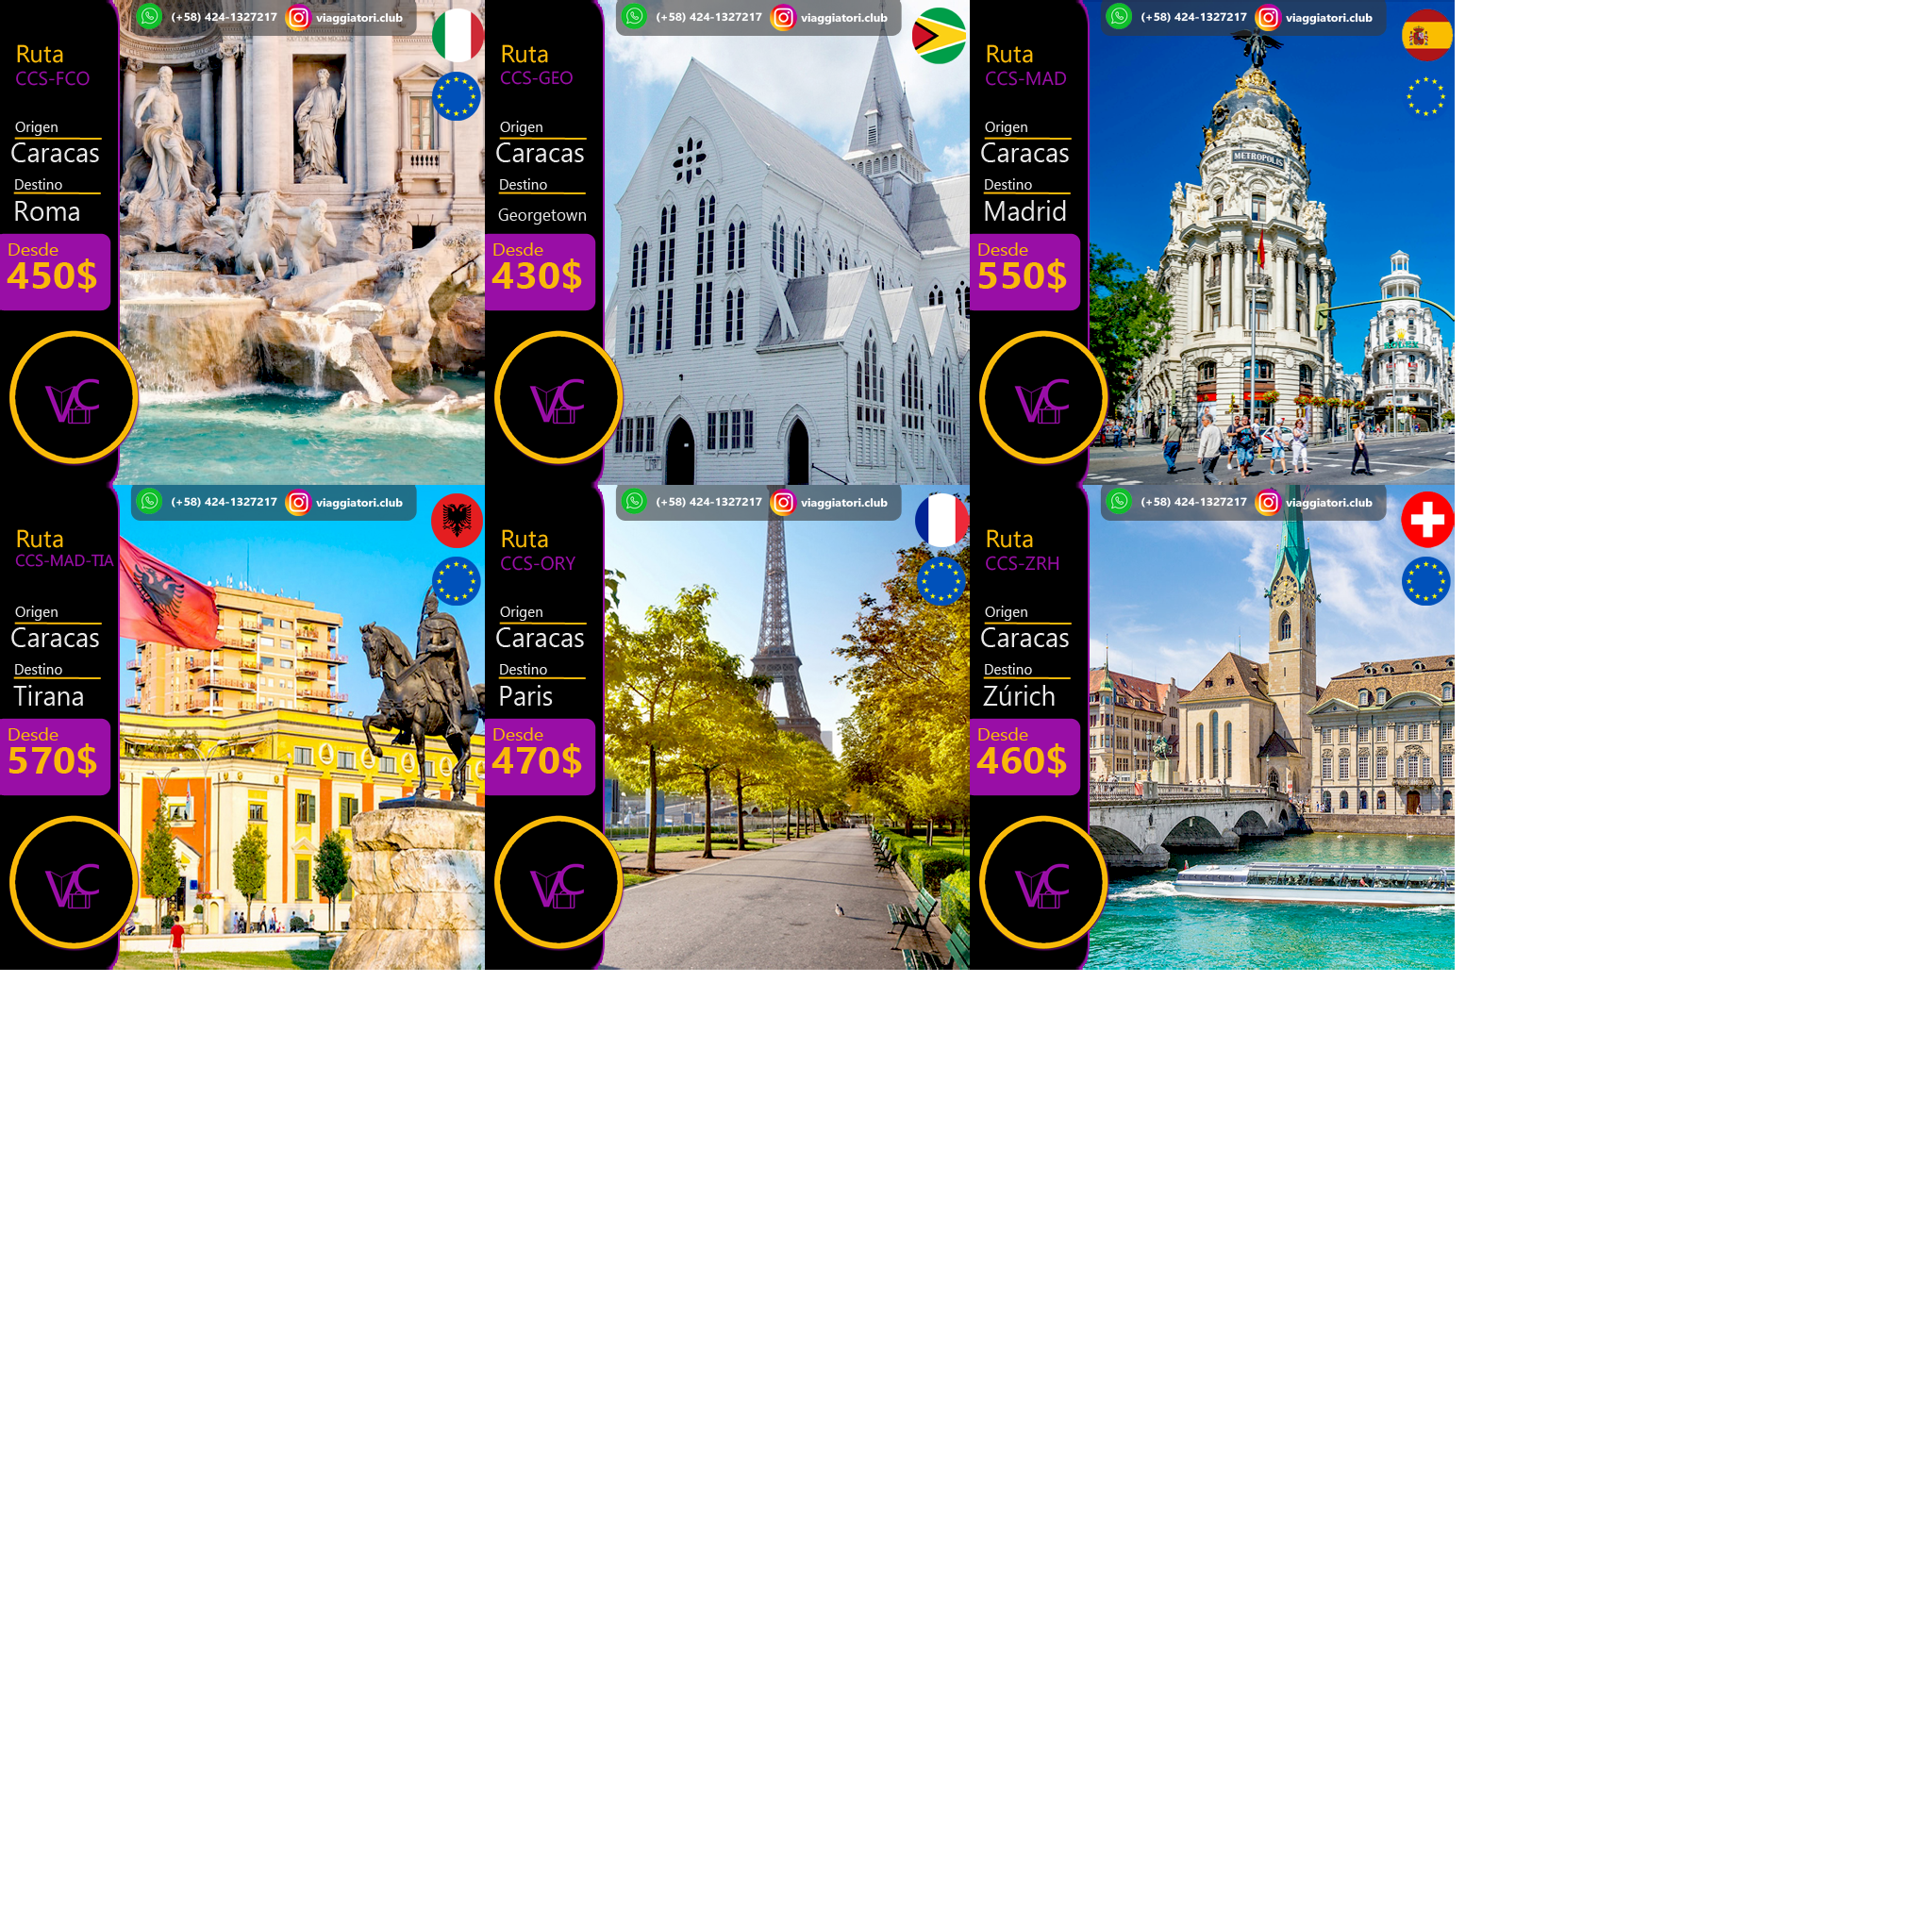 (+58) 424-1327217 viaggiatori.club
Ruta
CCS-FCO
Origen
Caracas
Destino
Roma
Desde
450$
VC
(+58) 424-1327217 viaggiatori.club
Ruta
CCS-GEO
Origen
Caracas
Destino
Georgetown
Desde
430$
VC
(+58) 424-1327217 viaggiatori.club
Ruta
CCS-MAD
Origen
Caracas
Destino
Madrid
Desde
550$
VC
METROPOLIS
ROLEX
(+58) 424-1327217 viaggiatori.club
Ruta
CCS-MAD-TIA
Origen
Caracas
Destino
Tirana
Desde
570$
VC
(+58) 424-1327217 viaggiatori.club
Ruta
CCS-ORY
Origen
Caracas
Destino
Paris
Desde
470$
VC
(+58) 424-1327217 viaggiatori.club
Ruta
CCS-ZRH
Origen
Caracas
Destino
Zúrich
Desde
460$
VC